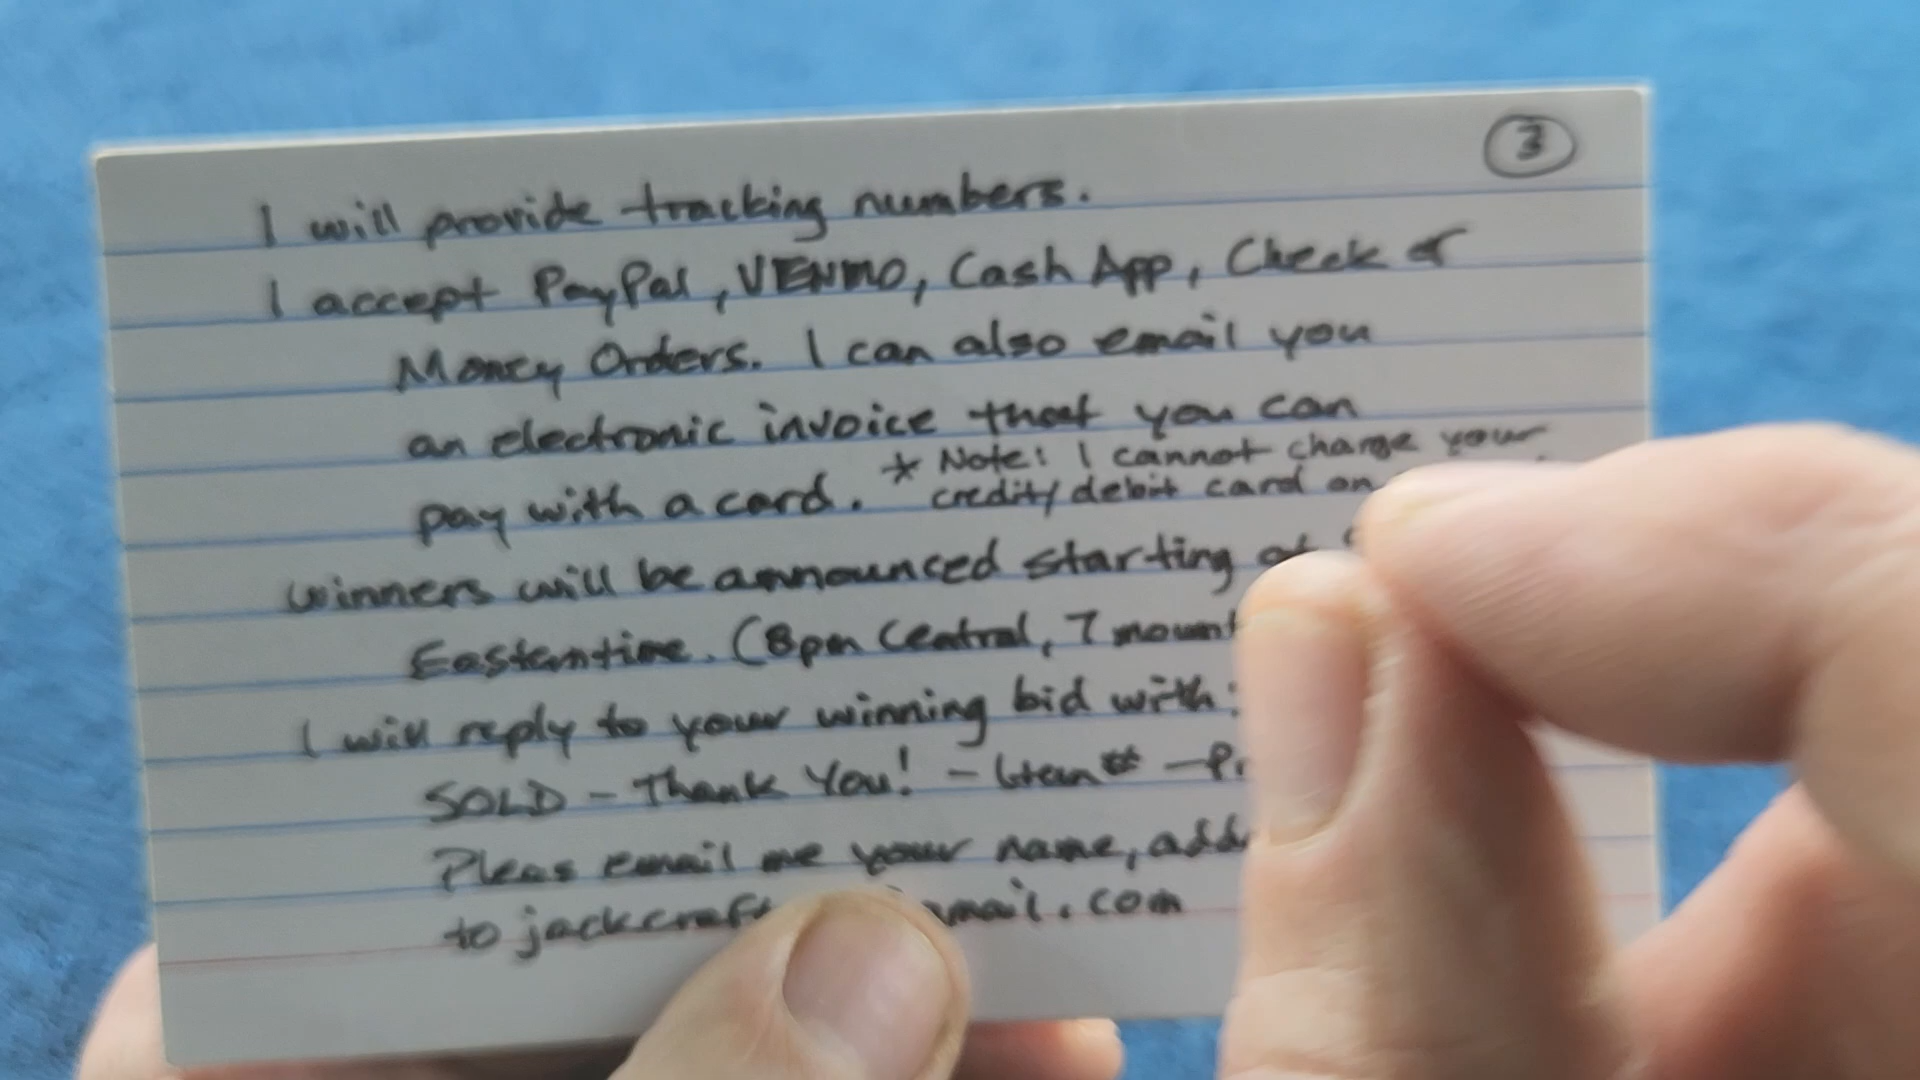 3
I will provide tracking numbers.
I accept PayPal, VENMO, Cash App, Check or
Money Orders. I can also email you
an electronic invoice that you can
pay with a card. * Note: I cannot charge your
credit/debit card on
winners will be announced starting at
Eastern time. (8pm Central, 7 mount
I will reply to your winning bid with:
SOLD - Thank You! - Item # - Pr
Pleas email me your name, add
to jackcraft mail.com